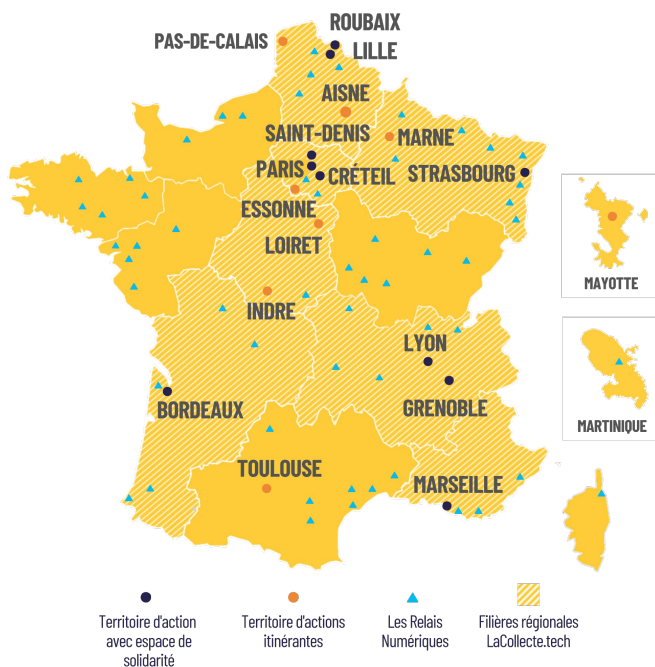 ROUBAIX
PAS-DE-CALAIS
LILLE
AISNE
SAINT-DENIS
MARNE
PARIS
CRÉTEIL
STRASBOURG
ESSONNE
LOIRET
MAYOTTE
INDRE
LYON
BORDEAUX
GRENOBLE
MARTINIQUE
TOULOUSE
MARSEILLE
Territoire d'action
avec espace de
solidarité
Territoire d'actions
itinérantes
Les Relais
Numériques
Filières régionales
LaCollecte.tech